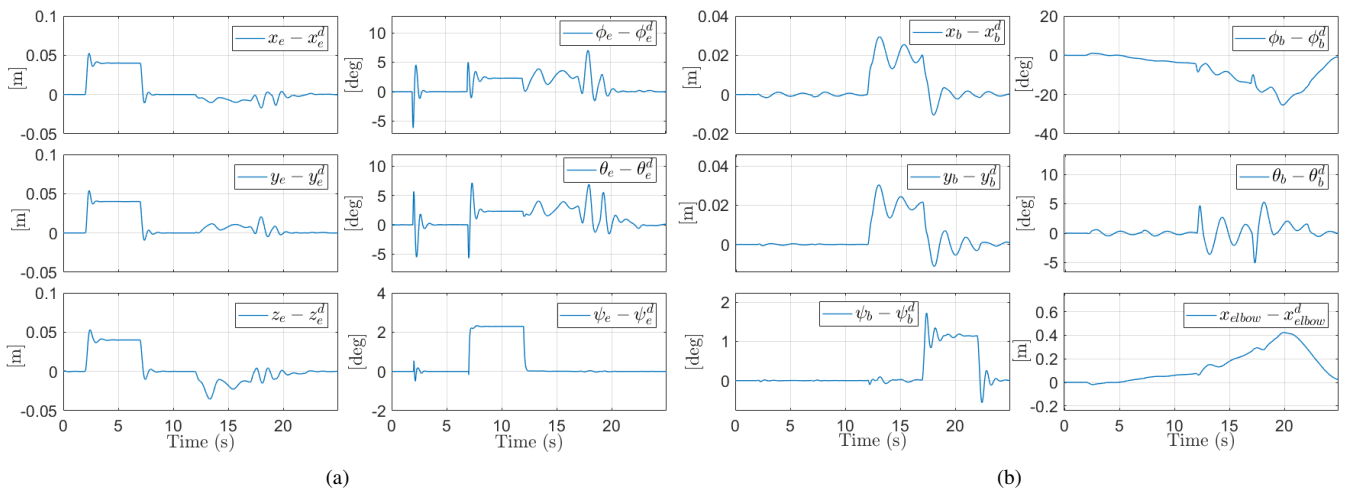 0.1
0.05
0
-0.05
[m]
x_e − x_e^d
10
5
0
-5
[deg]
ϕ_e − ϕ_e^d
0.1
0.05
0
0.05
[m]
y_e − y_e^d
10
5
0
-5
[deg]
θ_e − θ_e^d
0.1
0.05
0
-0.05
[m]
z_e − z_e^d
0 5 10 15 20
Time (s)
4
2
0
-2
[deg]
ψ_e − ψ_e^d
0 5 10 15 20
Time (s)
(a)
0.04
0.02
0
-0.02
[m]
x_b − x_b^d
20
0
-20
-40
[deg]
ϕ_b − ϕ_b^d
0.04
0.02
0
[m]
y_b − y_b^d
10
5
0
-5
[deg]
θ_b − θ_b^d
2
1
0
[deg]
ψ_b − ψ_b^d
0 5 10 15 20
Time (s)
0.6
0.4
0.2
0
-0.2
[m]
x_elbow − x_elbow^d
0 5 10 15 20
Time (s)
(b)